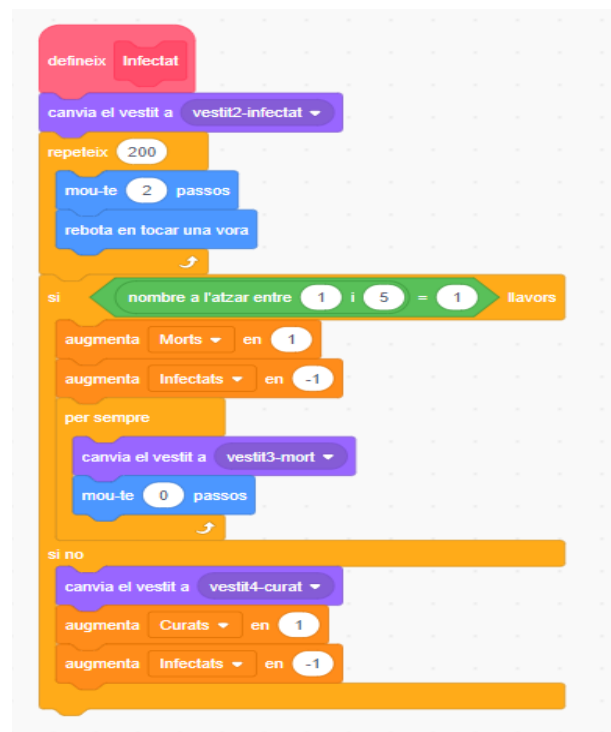 defineix Infectat
canvia el vestit a vestit2-infectat
repeteix 200
mou-te 2 passos
rebota en tocar una vora
si nombre a l'atzar entre 1 i 5 = 1 llavors
augmenta Morts en 1
augmenta Infectats en -1
per sempre
canvia el vestit a vestit3-mort
mou-te 0 passos
si no
canvia el vestit a vestit4-curat
augmenta Curats en 1
augmenta Infectats en -1